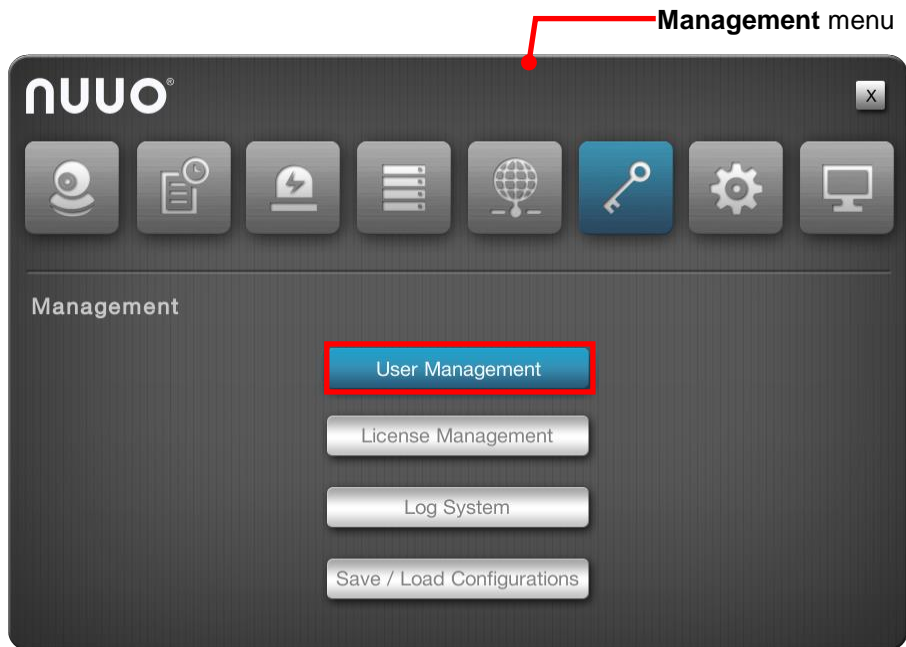 Management menu
nuuo®
X
Management
User Management
License Management
Log System
Save / Load Configurations